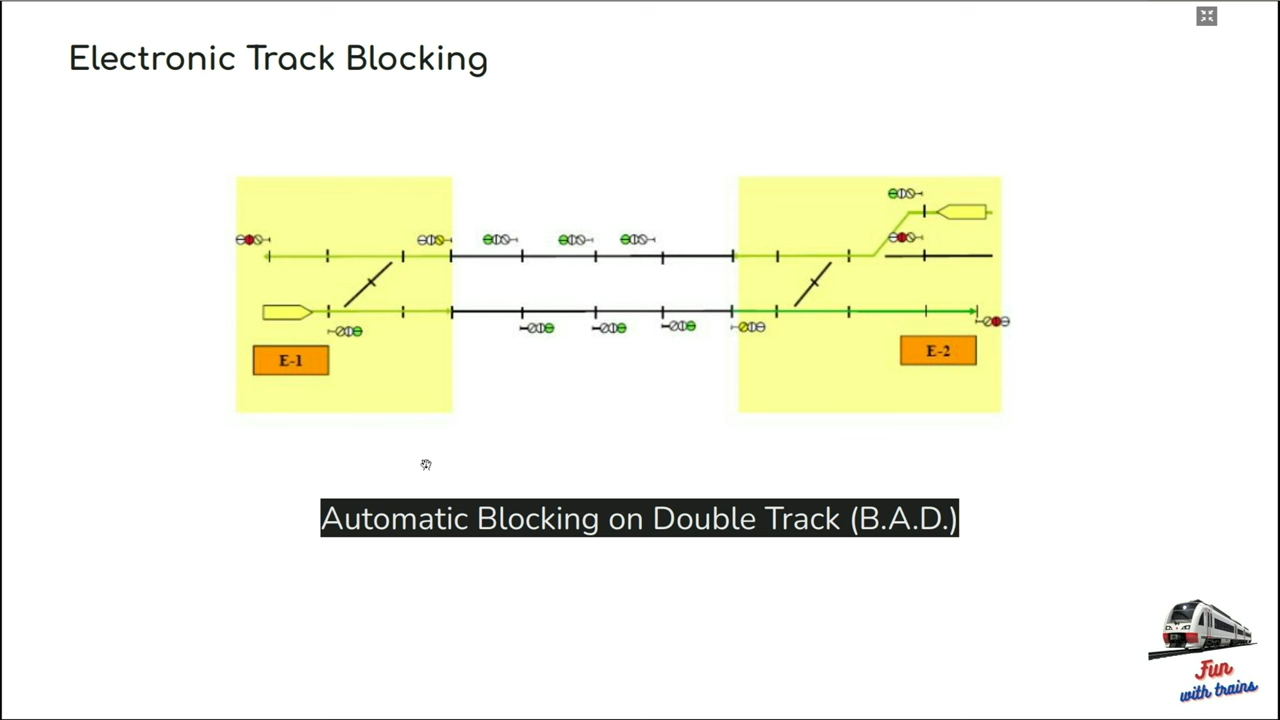 Electronic Track Blocking
E-1
E-2
Automatic Blocking on Double Track (B.A.D.)
Fun
with trains